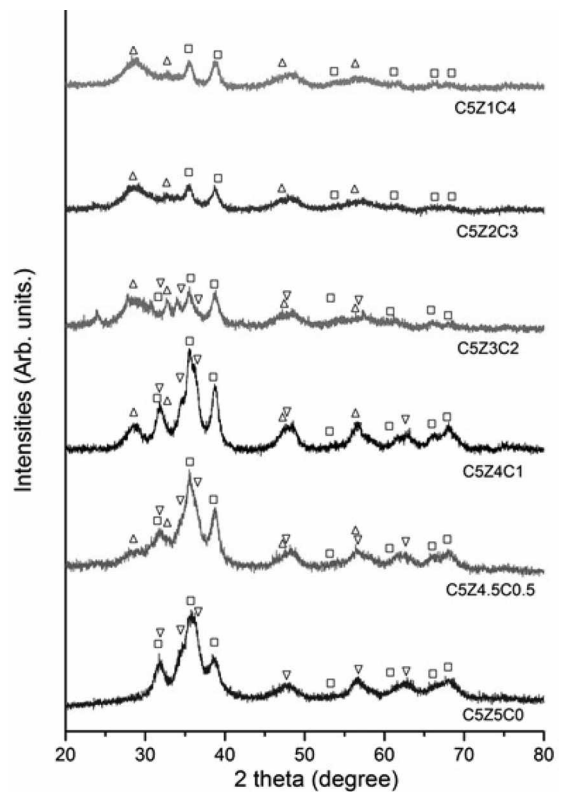 C5Z1C4
C5Z2C3
C5Z3C2
C5Z4C1
C5Z4.5C0.5
C5Z5C0
Intensities (Arb. units.)
20 30 40 50 60 70 80
2 theta (degree)